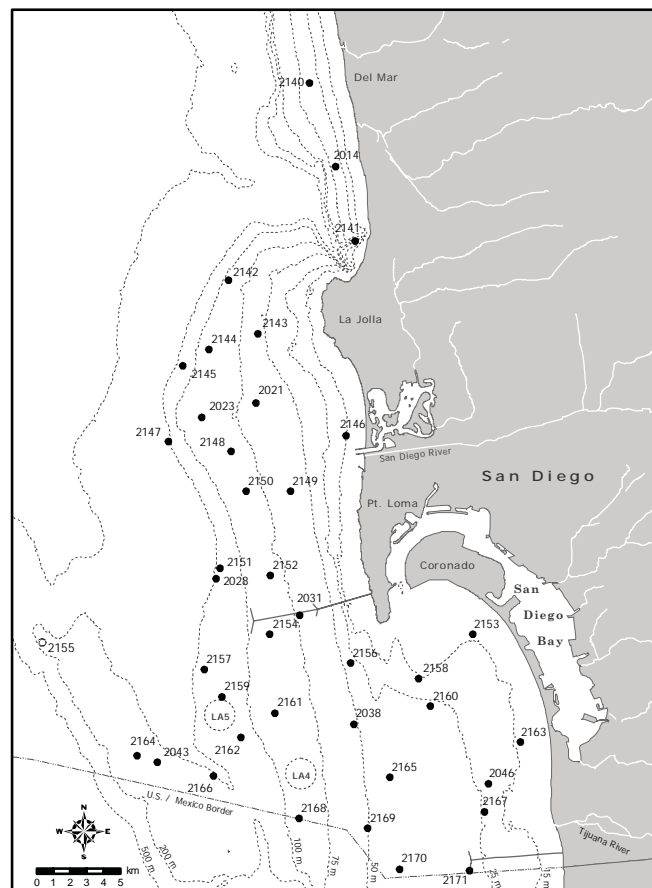 2140
Del Mar
2014
2141
2142
La Jolla
2143
2144
2145
2021
2023
2146
2147
2148
San Diego River
San Diego
2150
2149
Pt. Loma
2151
2152
2028
Coronado
San
Diego
Bay
2031
2154
2153
2155
2156
2157
2158
2159
2160
LA5
2161
2038
2162
2163
2164
2043
LA4
2165
2046
2166
U.S. / Mexico Border
2167
2168
2169
Tijuana River
N
W
E
S
500 m
200 m
100 m
75 m
50 m
25 m
15 m
2170
2171
0 1 2 3 4 5
km